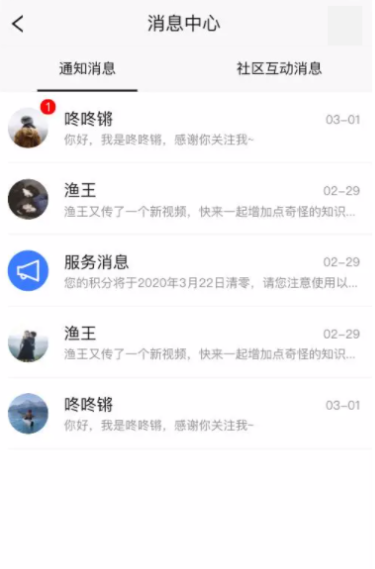 消息中心
通知消息 社区互动消息
1
咚咚锵 03-01
你好，我是咚咚锵，感谢你关注我~
渔王 02-29
渔王又传了一个新视频，快来一起增加点奇怪的知识...
服务消息 02-29
您的积分将于2020年3月22日清零，请您注意使用以...
渔王 02-29
渔王又传了一个新视频，快来一起增加点奇怪的知识...
咚咚锵 03-01
你好，我是咚咚锵，感谢你关注我~